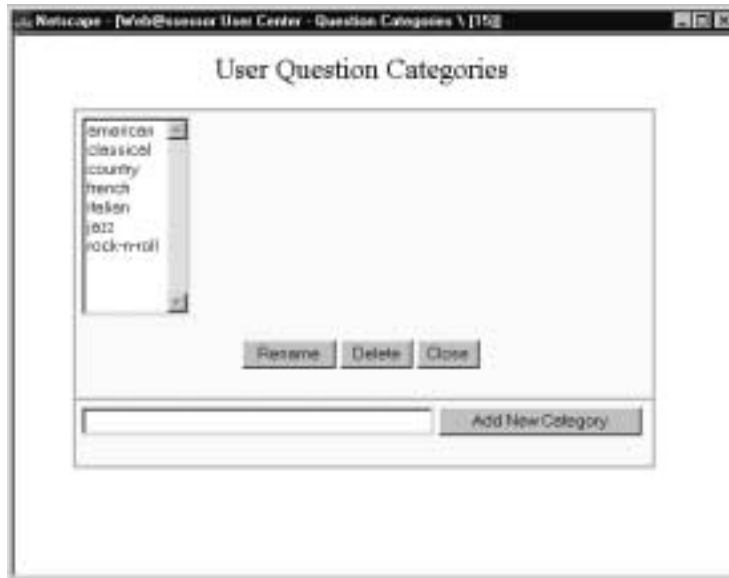 Netscape - [Web@ssessor User Center - Question Categories \ [15]]
User Question Categories
american
classical
country
french
italian
jazz
rock-n-roll
Rename Delete Close
Add New Category